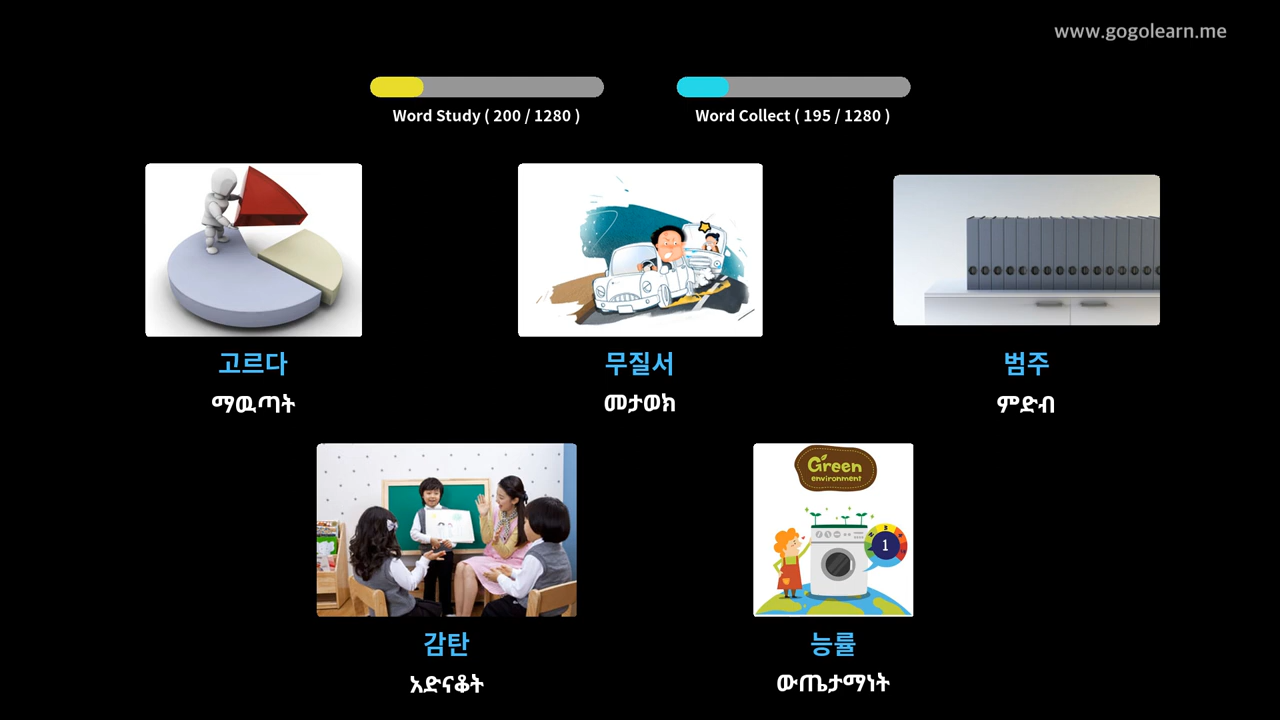 www.gogolearn.me
Word Study ( 200 / 1280 )
Word Collect ( 195 / 1280 )
고르다
무질서
범주
ማዉጣት
መታወክ
ምድብ
Green
environment
1
감탄
능률
አድናቆት
ውጤታማነት